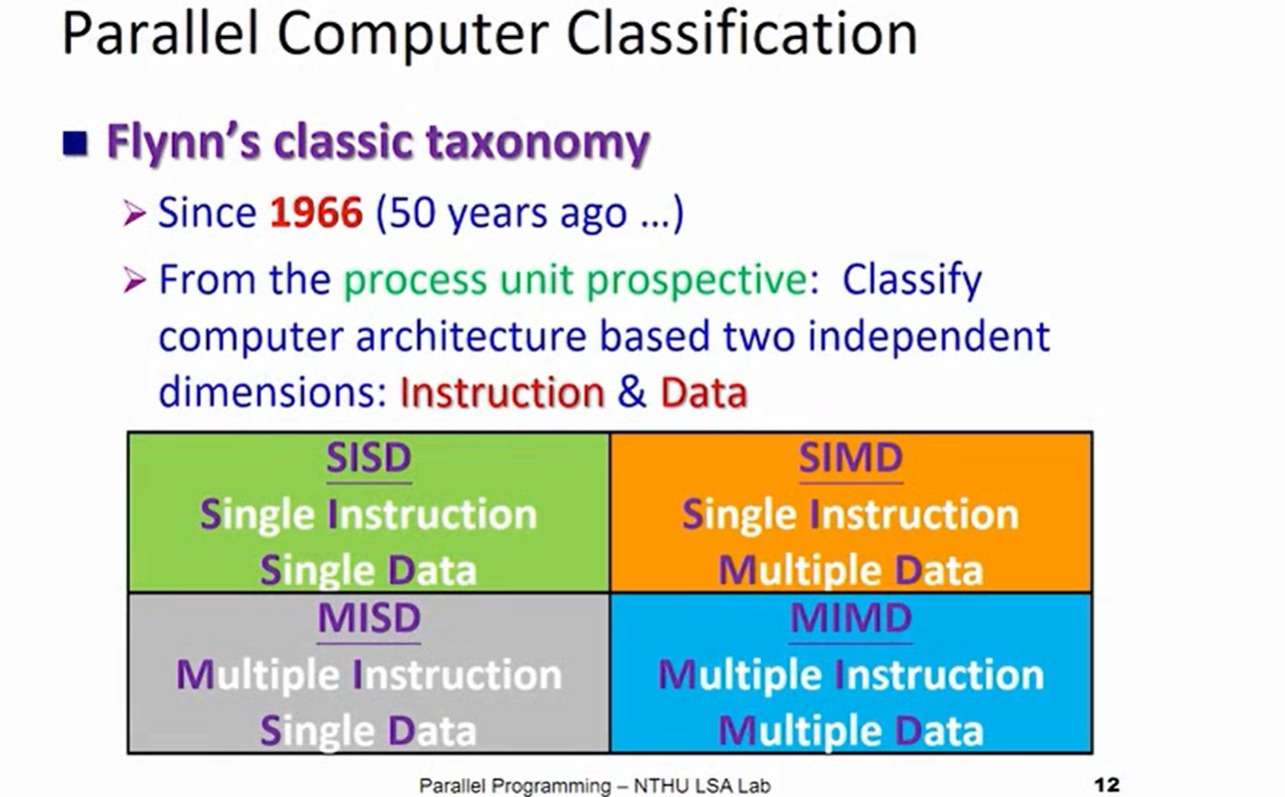 Parallel Computer Classification
Flynn's classic taxonomy
Since 1966 (50 years ago ...)
From the process unit prospective: Classify
computer architecture based two independent
dimensions: Instruction & Data
SISD
Single Instruction
Single Data
SIMD
Single Instruction
Multiple Data
MISD
Multiple Instruction
Single Data
MIMD
Multiple Instruction
Multiple Data
Parallel Programming – NTHU LSA Lab
12